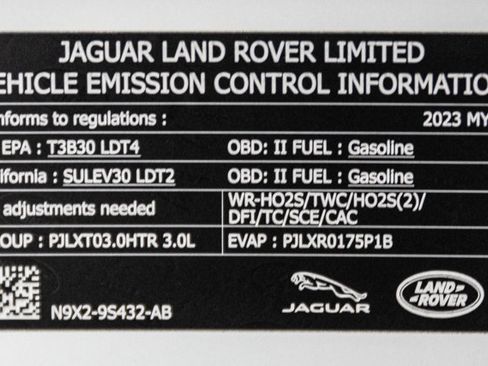 JAGUAR LAND ROVER LIMITED
EHICLE EMISSION CONTROL INFORMATIO
nforms to regulations : 2023 MY
EPA : T3B30 LDT4 OBD: II FUEL : Gasoline
ifornia : SULEV30 LDT2 OBD: II FUEL : Gasoline
adjustments needed WR-HO2S/TWC/HO2S(2)/
DFI/TC/SCE/CAC
OUP : PJLXT03.0HTR 3.0L EVAP : PJLXR0175P1B
N9X2-9S432-AB
JAGUAR
LAND-
ROVER